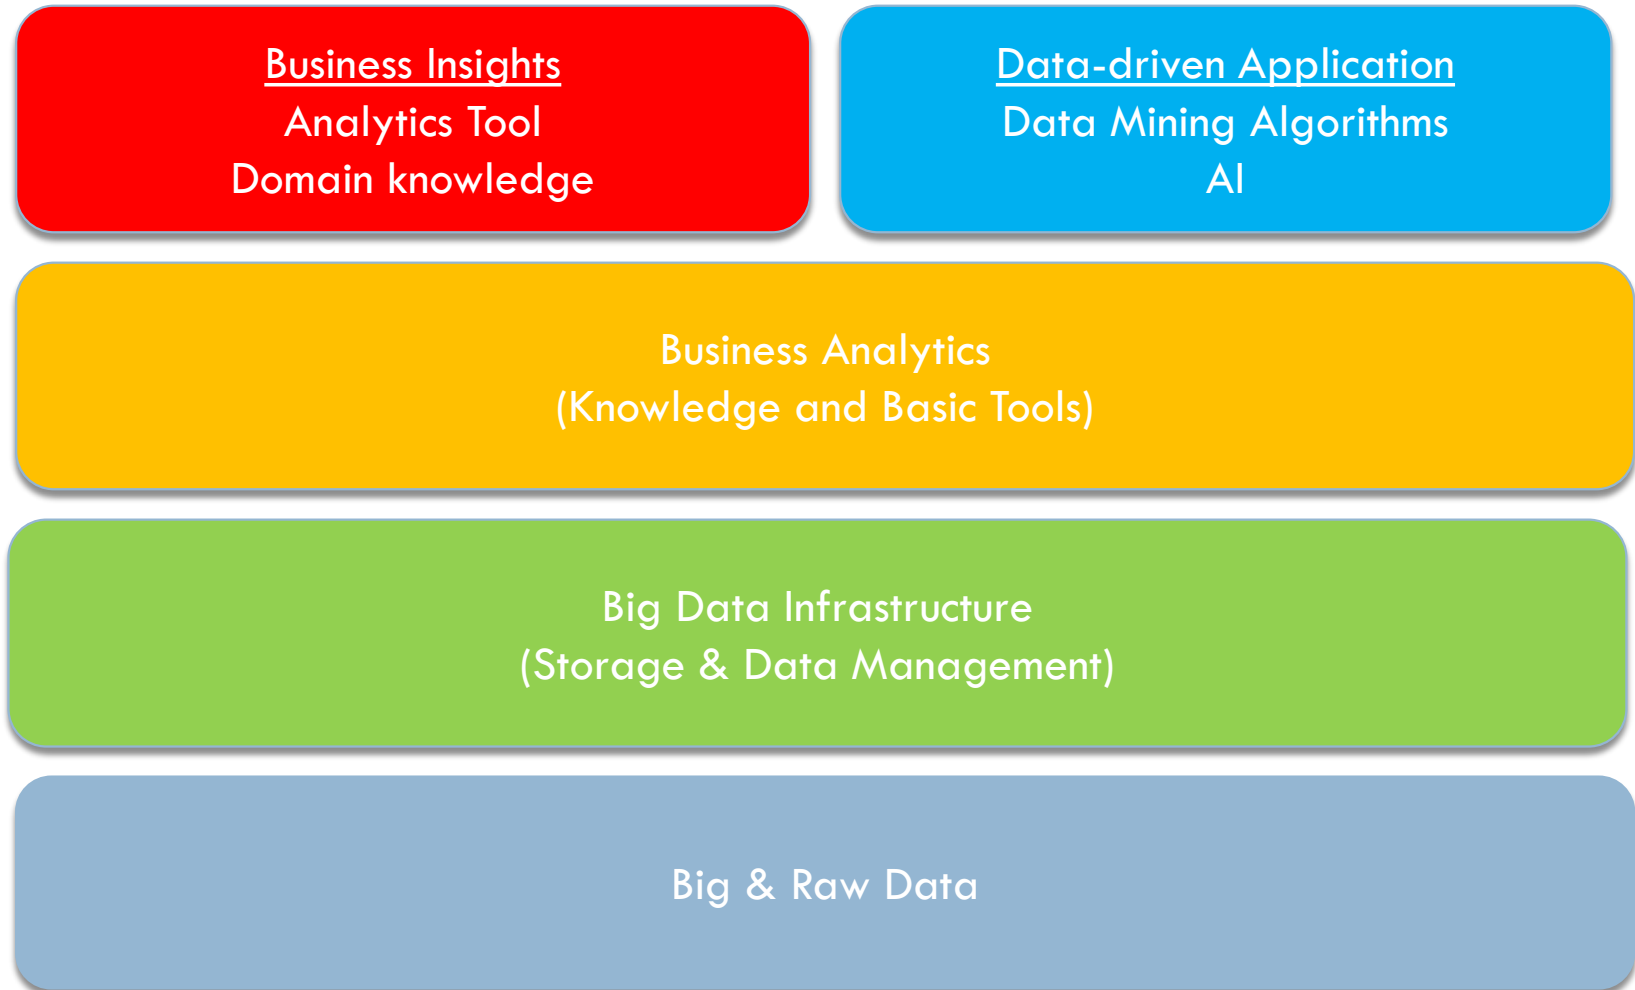 Business Insights
Analytics Tool
Domain knowledge
Data-driven Application
Data Mining Algorithms
AI
Business Analytics
(Knowledge and Basic Tools)
Big Data Infrastructure
(Storage & Data Management)
Big & Raw Data